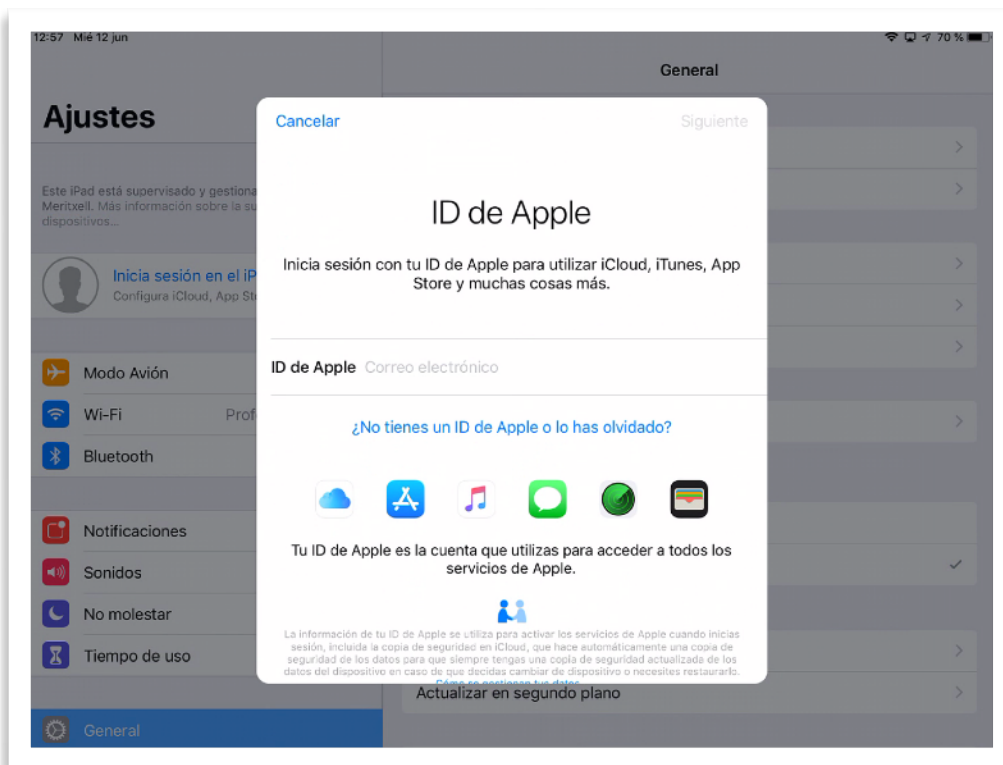 12:57 Mié 12 jun
70 %
General
Ajustes
Cancelar
Siguiente
Este iPad está supervisado y gestiona
Meritxell. Más información sobre la su
dispositivos...
ID de Apple
Inicia sesión con tu ID de Apple para utilizar iCloud, iTunes, App
Store y muchas cosas más.
Inicia sesión en el iP
Configura iCloud, App Sto
ID de Apple Correo electrónico
Modo Avión
Wi-Fi Prof
Bluetooth
¿No tienes un ID de Apple o lo has olvidado?
Notificaciones
Sonidos
No molestar
Tiempo de uso
Tu ID de Apple es la cuenta que utilizas para acceder a todos los
servicios de Apple.
La información de tu ID de Apple se utiliza para activar los servicios de Apple cuando inicias
sesión, incluida la copia de seguridad en iCloud, que hace automáticamente una copia de
seguridad de los datos para que siempre tengas una copia de seguridad actualizada de los
datos del dispositivo en caso de que decidas cambiar de dispositivo o necesites restaurarlo.
Cómo se gestionan tus datos...
Actualizar en segundo plano
General